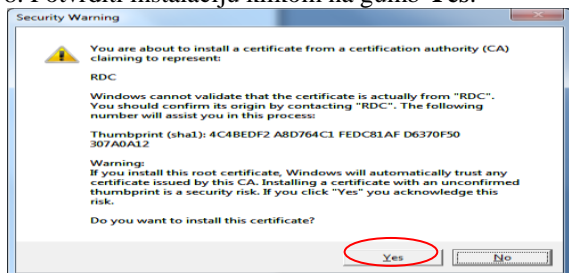 8. Potvrditi instalaciju klikom na gumb Yes.
Security Warning
You are about to install a certificate from a certification authority (CA)
claiming to represent:
RDC
Windows cannot validate that the certificate is actually from "RDC".
You should confirm its origin by contacting "RDC". The following
number will assist you in this process:
Thumbprint (sha1): 4C4BEDF2 A8D764C1 FEDC81AF D6370F50
307A0A12
Warning:
If you install this root certificate, Windows will automatically trust any
certificate issued by this CA. Installing a certificate with an unconfirmed
thumbprint is a security risk. If you click "Yes" you acknowledge this
risk.
Do you want to install this certificate?
Yes
No